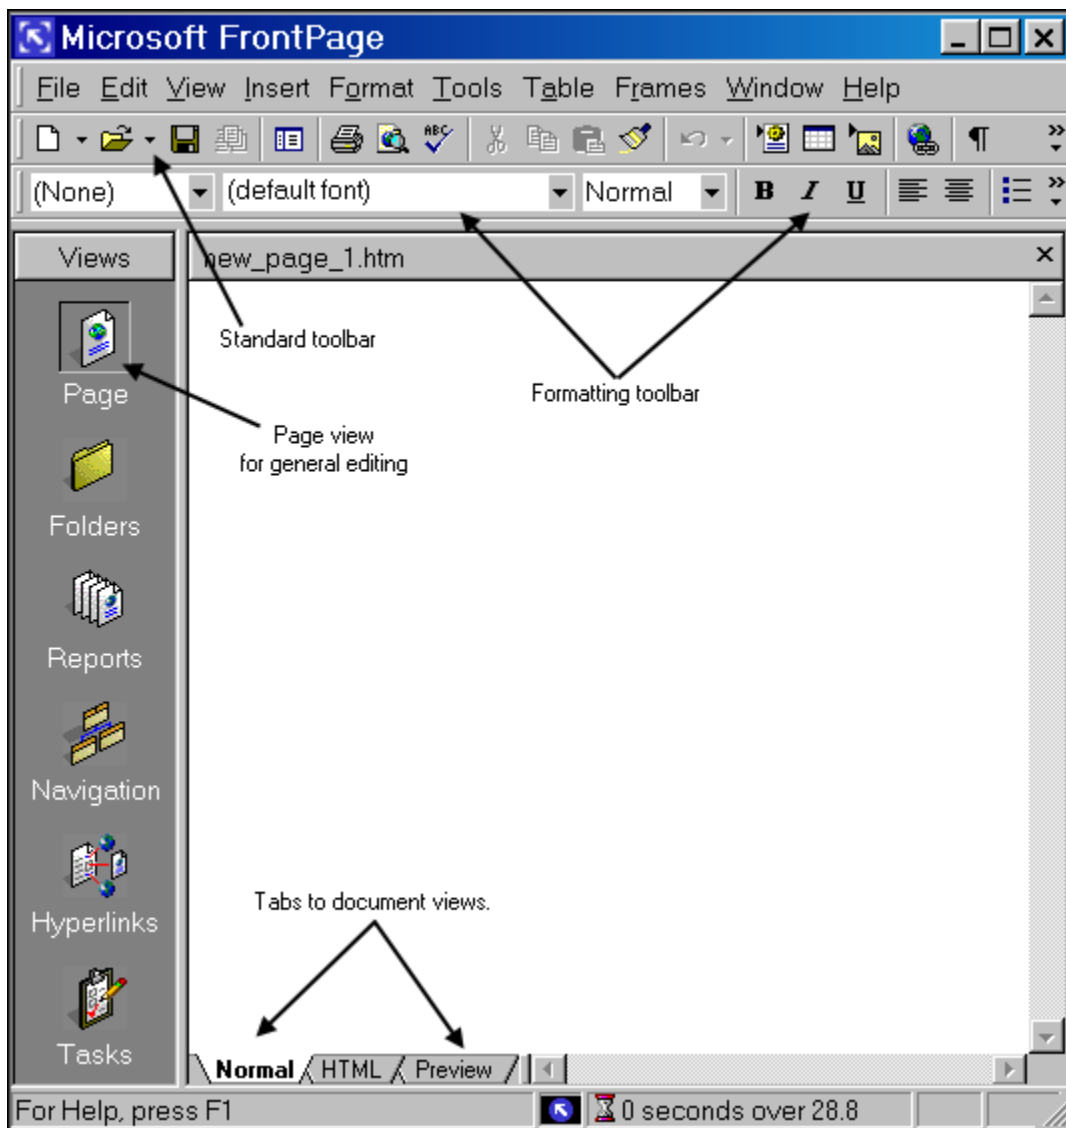 Microsoft FrontPage
File Edit View Insert Format Tools Table Frames Window Help
ABC
(None) (default font) Normal B I U
Views new_page_1.htm
Standard toolbar
Formatting toolbar
Page
Page view
for general editing
Folders
Reports
Navigation
Tabs to document views.
Hyperlinks
Tasks
Normal HTML Preview
For Help, press F1 0 seconds over 28.8